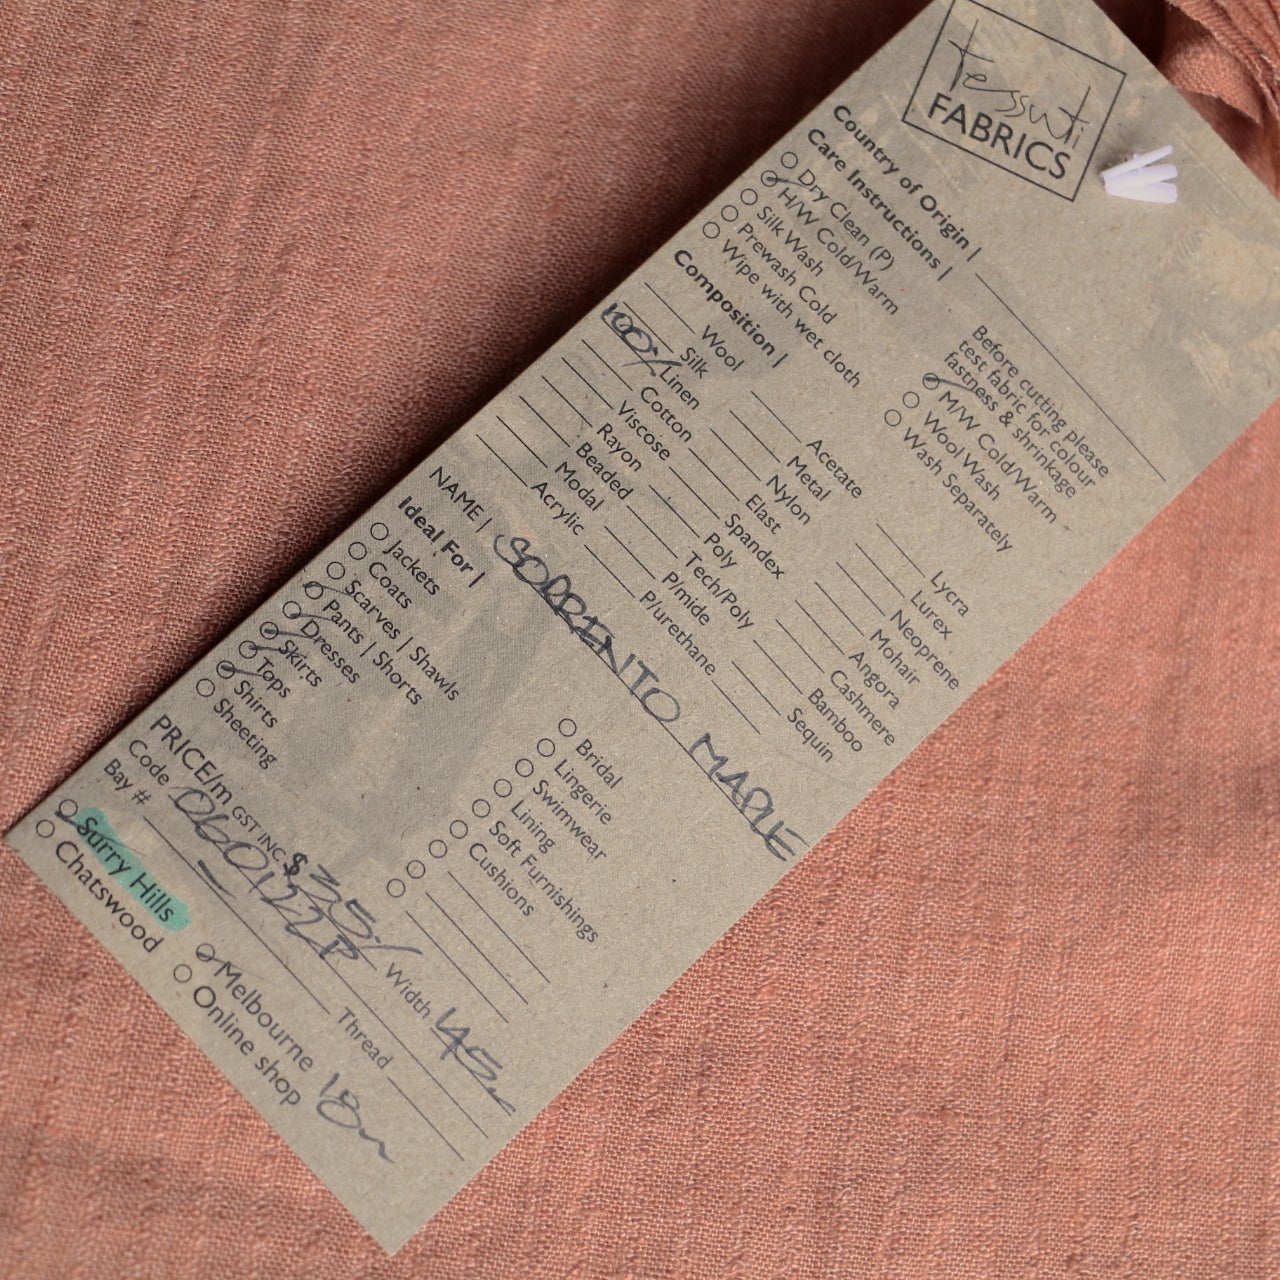 tessuti
FABRICS
Country of Origin |
Care Instructions |
Dry Clean (P)
H/W Cold/Warm
Silk Wash
Prewash Cold
Wipe with wet cloth
Before cutting please
test fabric for colour
fastness & shrinkage
M/W Cold/Warm
Wool Wash
Wash Separately
Composition |
Wool
Silk
100% Linen
Cotton
Viscose
Rayon
Beaded
Modal
Acrylic
Acetate
Metal
Nylon
Elast
Spandex
Poly
Tech/Poly
P/mide
P/urethane
Lycra
Lurex
Neoprene
Mohair
Angora
Cashmere
Bamboo
Sequin
NAME | SORRENTO MAPLE
Ideal For |
Jackets
Coats
Scarves | Shawls
Pants | Shorts
Dresses
Skirts
Tops
Shirts
Sheeting
Bridal
Lingerie
Swimwear
Lining
Soft Furnishings
Cushions
PRICE/m GST INC $35/ Width 145
Code D60122P
Bay # Thread
Surry Hills
Chatswood
Melbourne
Online shop
18m